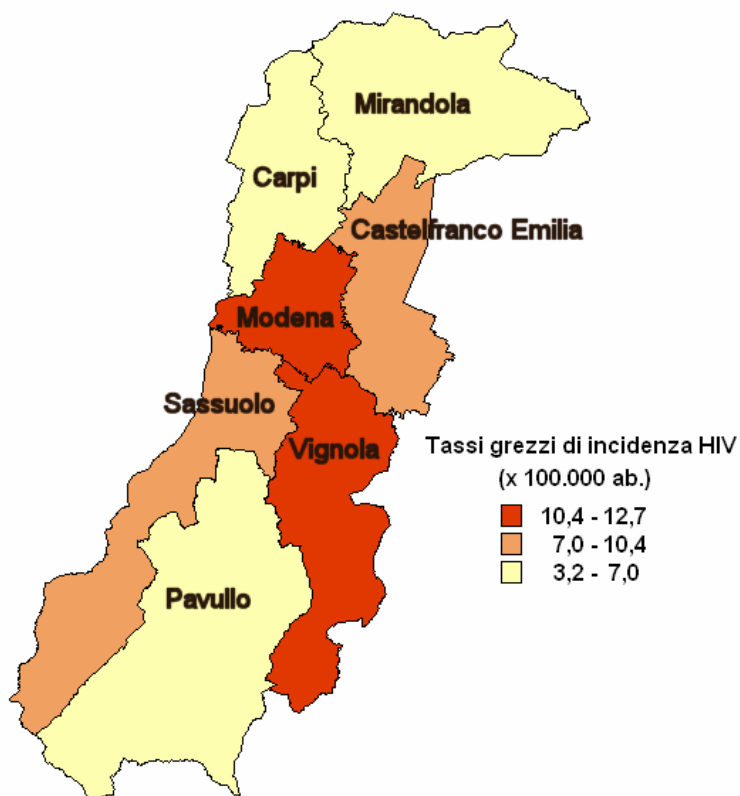 Mirandola
Carpi
Castelfranco Emilia
Modena
Sassuolo
Vignola
Pavullo
Tassi grezzi di incidenza HIV
(x 100.000 ab.)
10,4 - 12,7
7,0 - 10,4
3,2 - 7,0